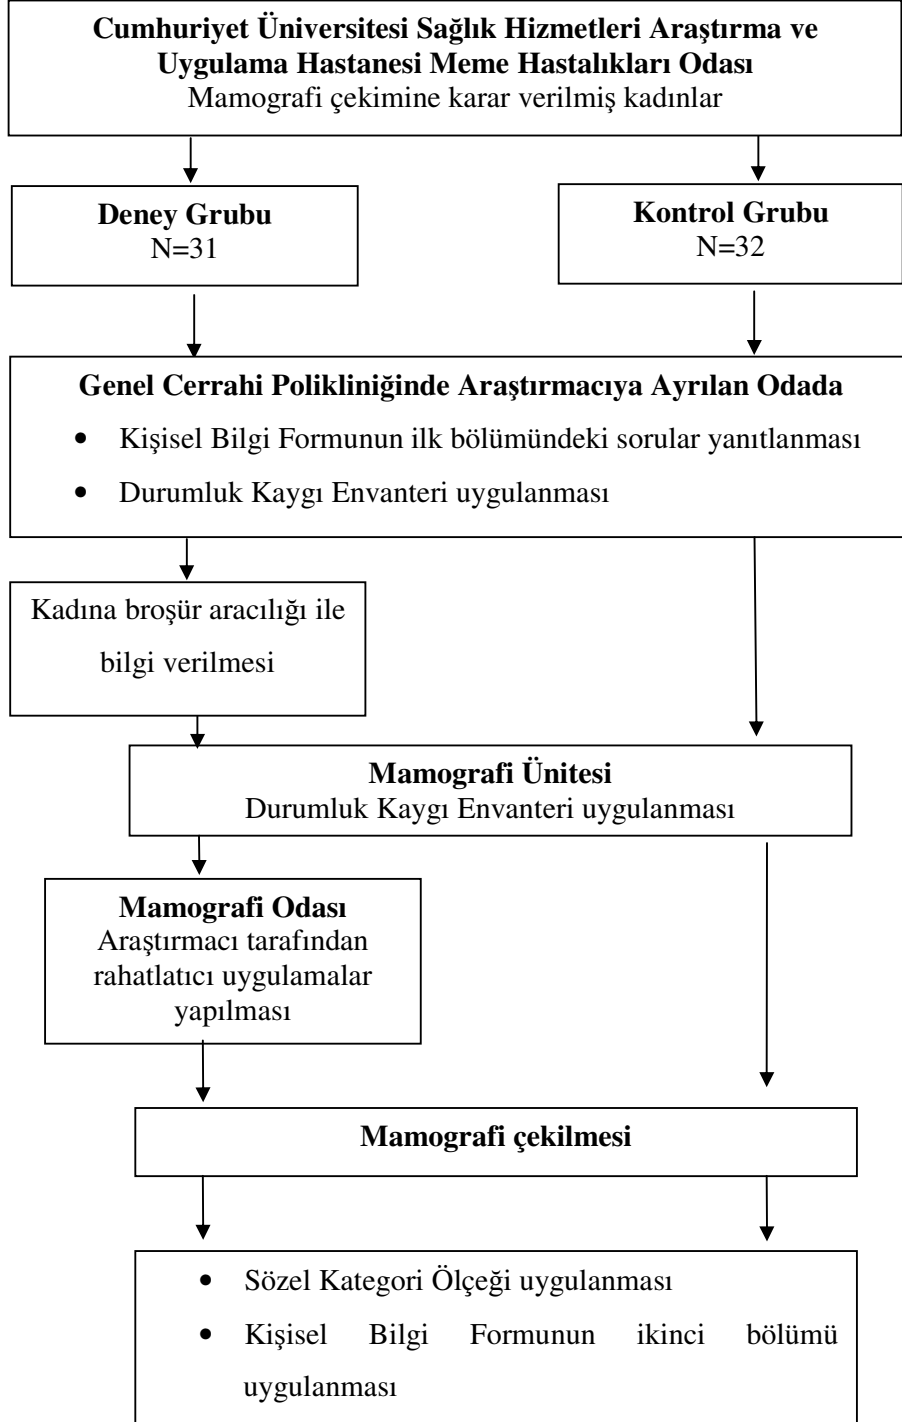 Cumhuriyet Üniversitesi Sağlık Hizmetleri Araştırma ve
Uygulama Hastanesi Meme Hastalıkları Odası
Mamografi çekimine karar verilmiş kadınlar
Deney Grubu
N=31
Kontrol Grubu
N=32
Genel Cerrahi Polikliniğinde Araştırmacıya Ayrılan Odada
• Kişisel Bilgi Formunun ilk bölümündeki sorular yanıtlanması
• Durumluk Kaygı Envanteri uygulanması
Kadına broşür aracılığı ile
bilgi verilmesi
Mamografi Ünitesi
Durumluk Kaygı Envanteri uygulanması
Mamografi Odası
Araştırmacı tarafından
rahatlatıcı uygulamalar
yapılması
Mamografi çekilmesi
• Sözel Kategori Ölçeği uygulanması
• Kişisel Bilgi Formunun ikinci bölümü
uygulanması